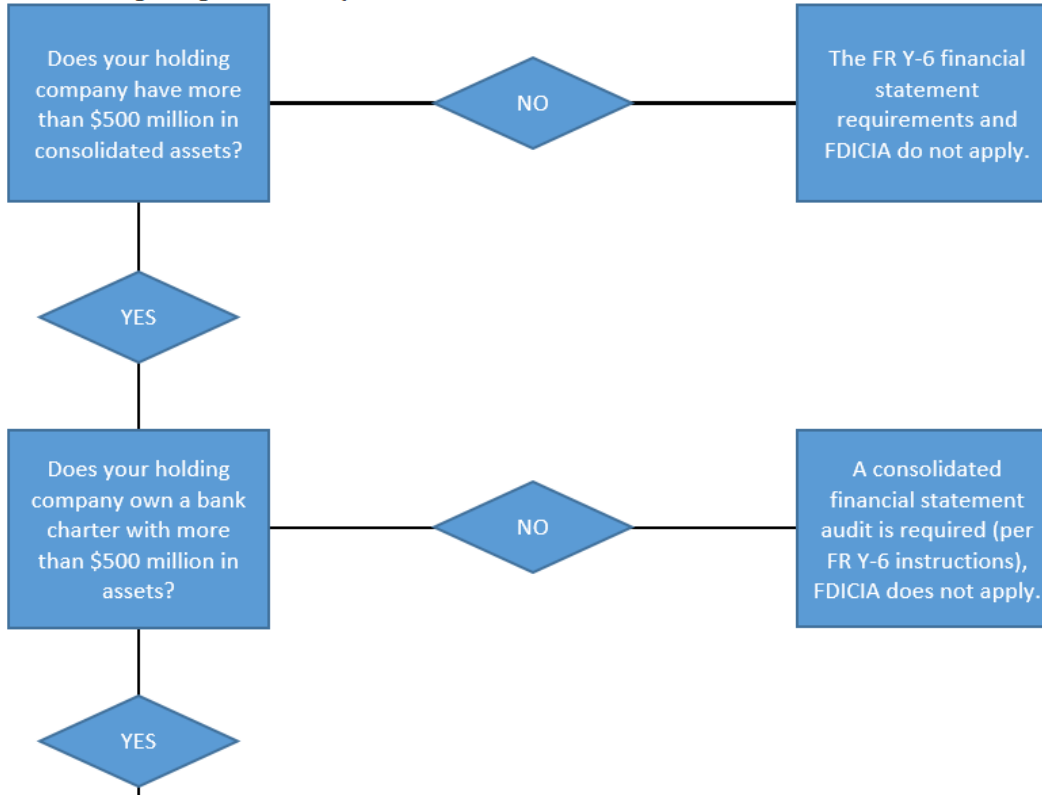 Does your holding
company have more
than $500 million in
consolidated assets?
NO
The FR Y-6 financial
statement
requirements and
FDICIA do not apply.
YES
Does your holding
company own a bank
charter with more
than $500 million in
assets?
NO
A consolidated
financial statement
audit is required (per
FR Y-6 instructions),
FDICIA does not apply.
YES